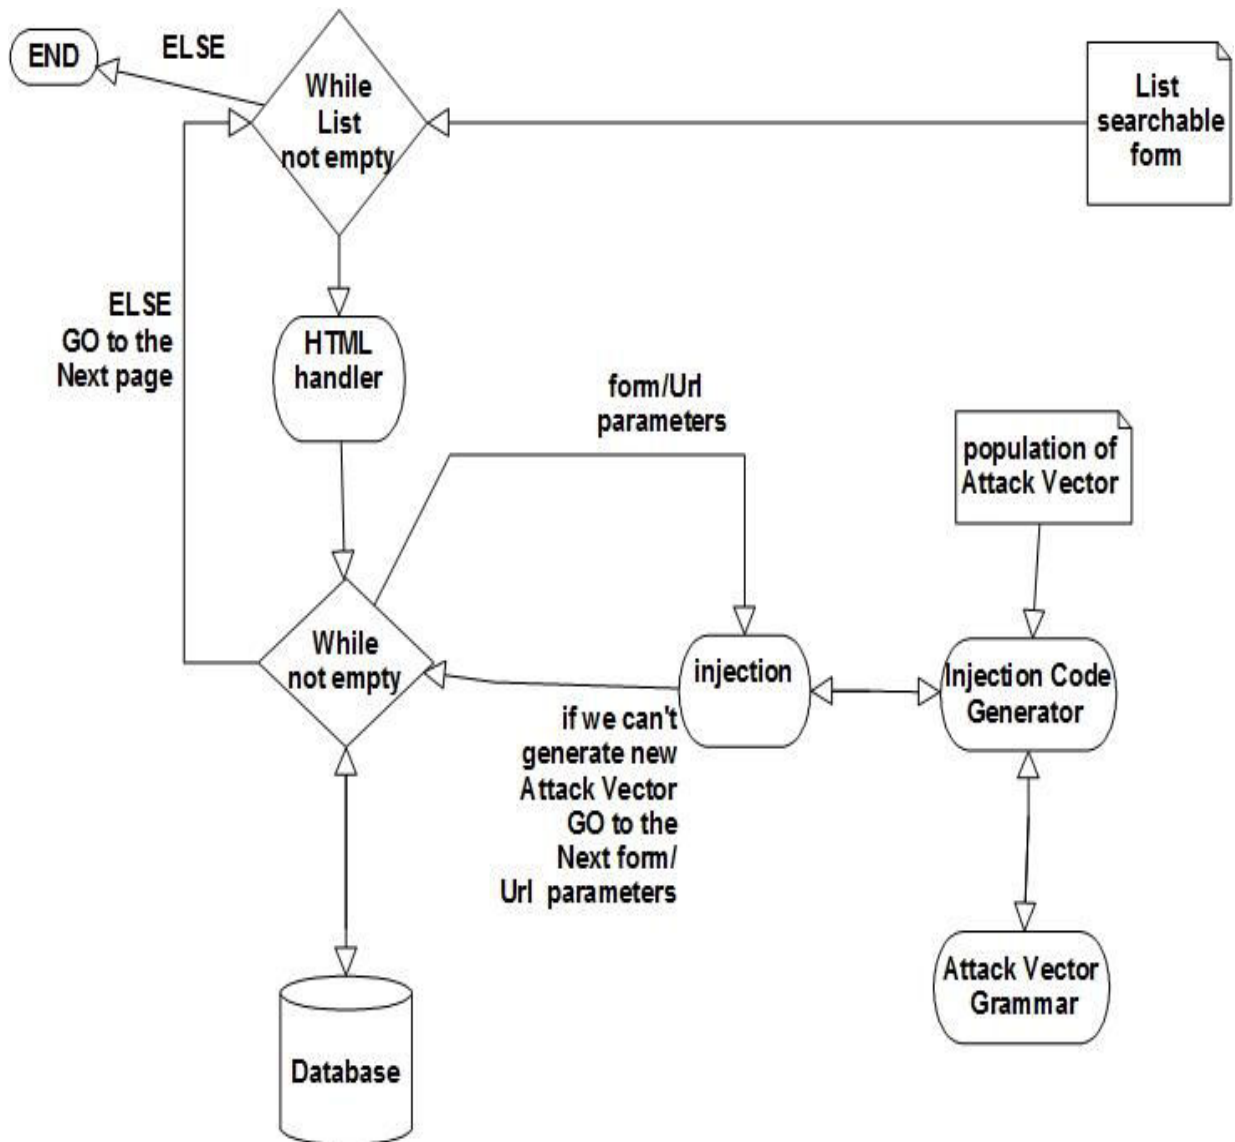 END
ELSE
While
List
not empty
List
searchable
form
ELSE
GO to the
Next page
HTML
handler
form/Url
parameters
population of
Attack Vector
While
not empty
injection
Injection Code
Generator
if we can't
generate new
Attack Vector
GO to the
Next form/
Url parameters
Attack Vector
Grammar
Database